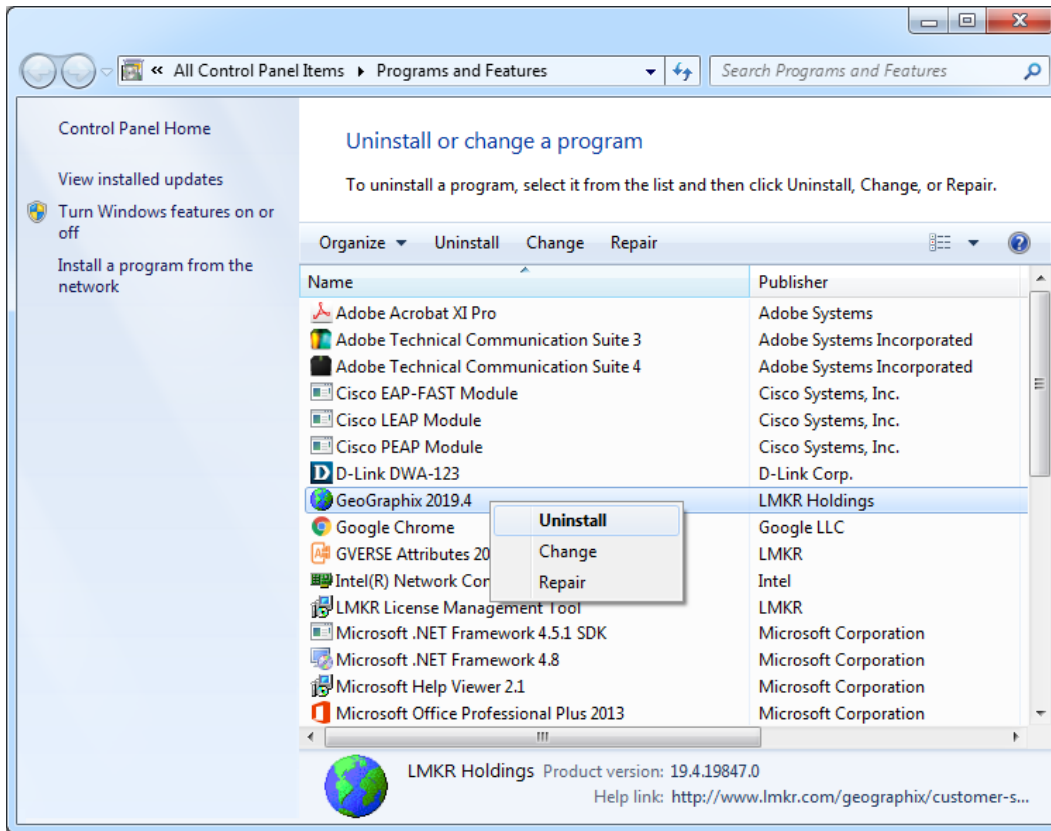 « All Control Panel Items ▸ Programs and Features
Search Programs and Features
Control Panel Home
View installed updates
Turn Windows features on or
off
Install a program from the
network
Uninstall or change a program
To uninstall a program, select it from the list and then click Uninstall, Change, or Repair.
Organize Uninstall Change Repair
Name Publisher
Adobe Acrobat XI Pro Adobe Systems
Adobe Technical Communication Suite 3 Adobe Systems Incorporated
Adobe Technical Communication Suite 4 Adobe Systems Incorporated
Cisco EAP-FAST Module Cisco Systems, Inc.
Cisco LEAP Module Cisco Systems, Inc.
Cisco PEAP Module Cisco Systems, Inc.
D-Link DWA-123 D-Link Corp.
GeoGraphix 2019.4 LMKR Holdings
Google Chrome Google LLC
GVERSE Attributes 20 LMKR
Intel(R) Network Con Intel
LMKR License Management Tool LMKR
Microsoft .NET Framework 4.5.1 SDK Microsoft Corporation
Microsoft .NET Framework 4.8 Microsoft Corporation
Microsoft Help Viewer 2.1 Microsoft Corporation
Microsoft Office Professional Plus 2013 Microsoft Corporation
Uninstall
Change
Repair
LMKR Holdings Product version: 19.4.19847.0
Help link: http://www.lmkr.com/geographix/customer-s...